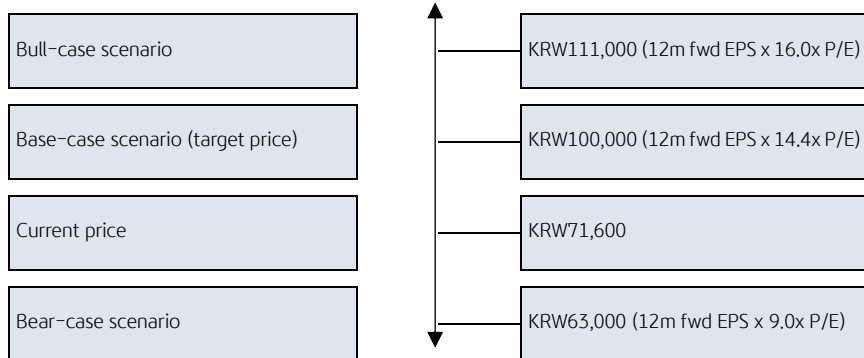 Bull-case scenario
KRW111,000 (12m fwd EPS x 16.0x P/E)
Base-case scenario (target price)
KRW100,000 (12m fwd EPS x 14.4x P/E)
Current price
KRW71,600
Bear-case scenario
KRW63,000 (12m fwd EPS x 9.0x P/E)